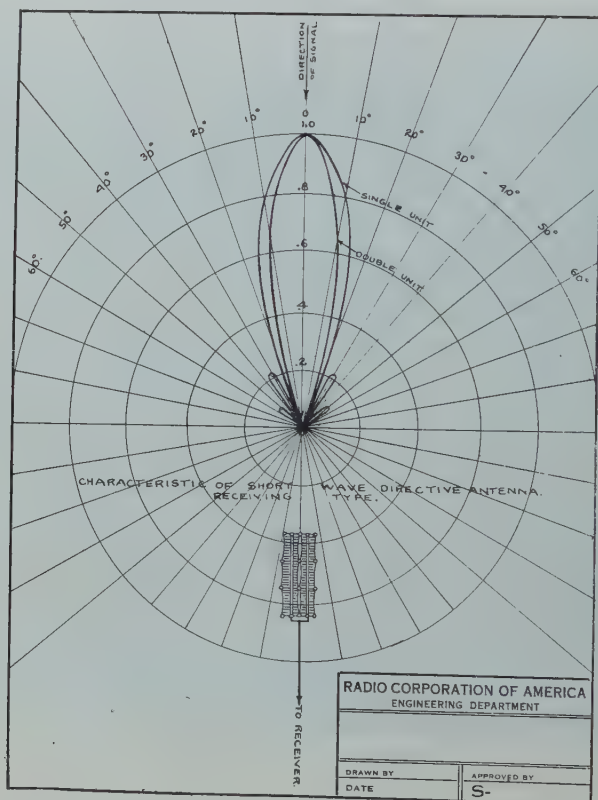 DIRECTION
OF SIGNAL
0
1.0
10°
10°
20°
20°
30°
30° - 40°
40°
50°
50°
60°
60°
.8
SINGLE UNIT
.6
DOUBLE UNIT
.4
.2
CHARACTERISTIC OF SHORT WAVE DIRECTIVE ANTENNA.
RECEIVING TYPE.
TO RECEIVER.
RADIO CORPORATION OF AMERICA
ENGINEERING DEPARTMENT
DRAWN BY
APPROVED BY
DATE
S-